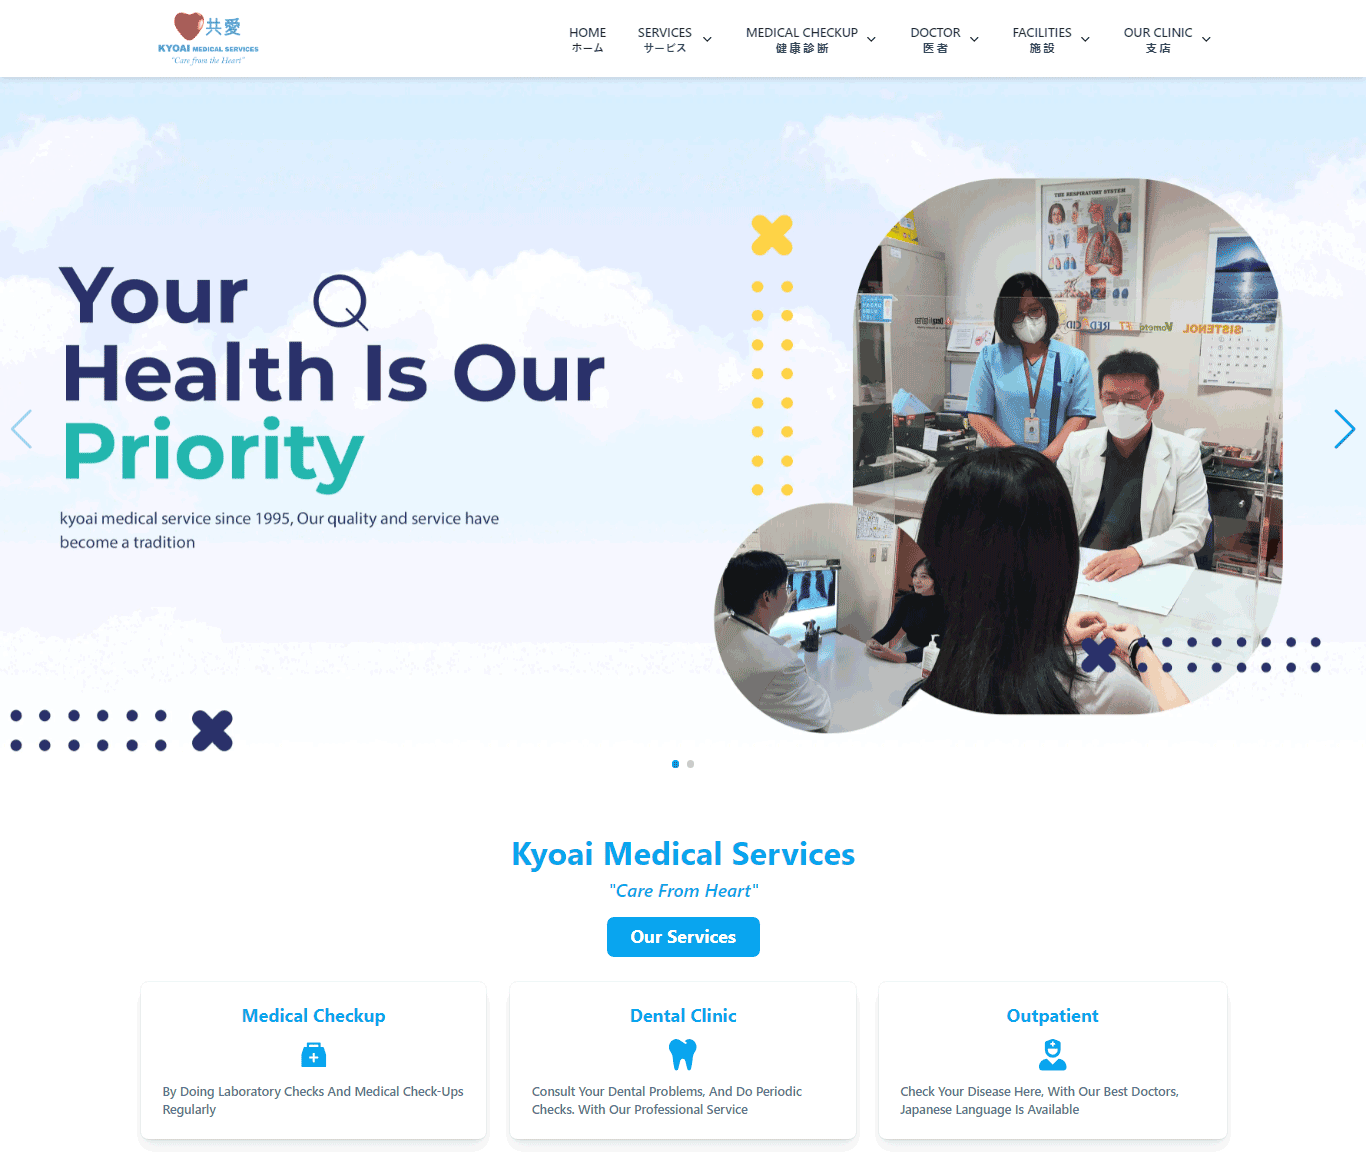 共愛
KYOAI MEDICAL SERVICES
"Care from the Heart"
HOME
ホーム
SERVICES
サービス
MEDICAL CHECKUP
健康診断
DOCTOR
医者
FACILITIES
施設
OUR CLINIC
支店
Your
Health Is Our
Priority
kyoai medical service since 1995, Our quality and service have
become a tradition
THE RESPIRATORY SYSTEM
SISTENOL
Kyoai Medical Services
"Care From Heart"
Our Services
Medical Checkup
By Doing Laboratory Checks And Medical Check-Ups
Regularly
Dental Clinic
Consult Your Dental Problems, And Do Periodic
Checks. With Our Professional Service
Outpatient
Check Your Disease Here, With Our Best Doctors,
Japanese Language Is Available